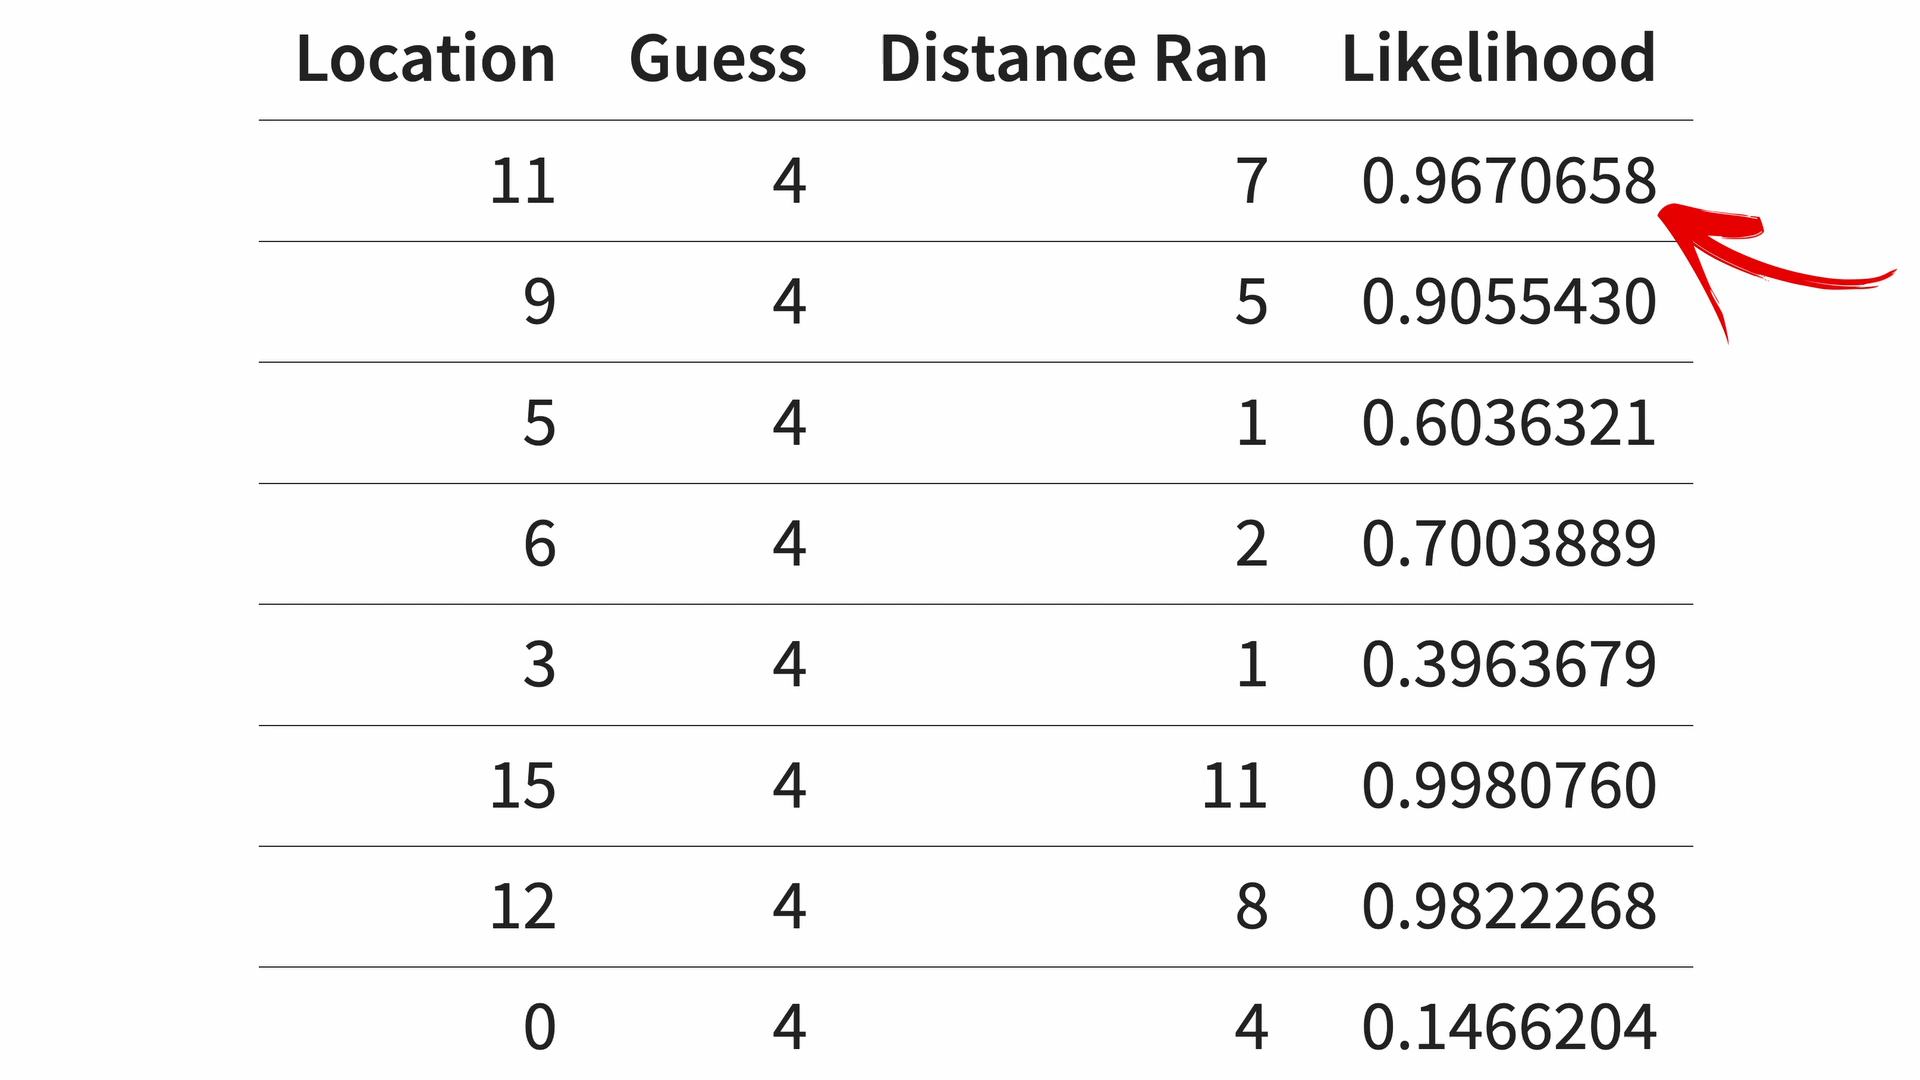 Location Guess Distance Ran Likelihood
11 4 7 0.9670658
9 4 5 0.9055430
5 4 1 0.6036321
6 4 2 0.7003889
3 4 1 0.3963679
15 4 11 0.9980760
12 4 8 0.9822268
0 4 4 0.1466204